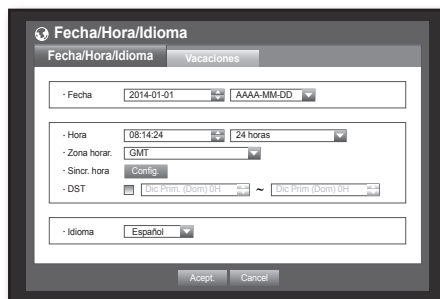 Fecha/Hora/Idioma
Fecha/Hora/Idioma Vacaciones
· Fecha 2014-01-01 AAAA-MM-DD
· Hora 08:14:24 24 horas
· Zona horar. GMT
· Sincr. hora Config.
· DST Dic Prim. (Dom) 0H ~ Dic Prim (Dom) 0H
· Idioma Español
Acept. Cancel